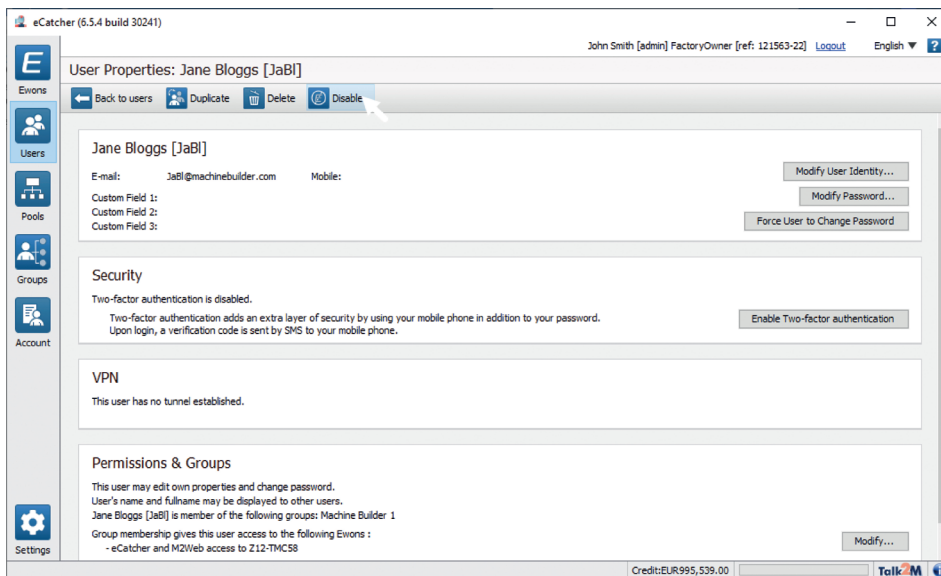 eCatcher (6.5.4 build 30241)
John Smith [admin] FactoryOwner [ref: 121563-22] Logout English ▼ ?
E
Ewons
Users
Pools
Groups
Account
Settings
User Properties: Jane Bloggs [JaBl]
Back to users Duplicate Delete Disable
Jane Bloggs [JaBl]
E-mail: JaBl@machinebuilder.com Mobile:
Custom Field 1:
Custom Field 2:
Custom Field 3:
Modify User Identity...
Modify Password...
Force User to Change Password
Security
Two-factor authentication is disabled.
Two-factor authentication adds an extra layer of security by using your mobile phone in addition to your password.
Upon login, a verification code is sent by SMS to your mobile phone.
Enable Two-factor authentication
VPN
This user has no tunnel established.
Permissions & Groups
This user may edit own properties and change password.
User's name and fullname may be displayed to other users.
Jane Bloggs [JaBl] is member of the following groups: Machine Builder 1
Group membership gives this user access to the following Ewons :
- eCatcher and M2Web access to Z12-TMC58
Modify...
Credit:EUR995,539.00 Talk2M